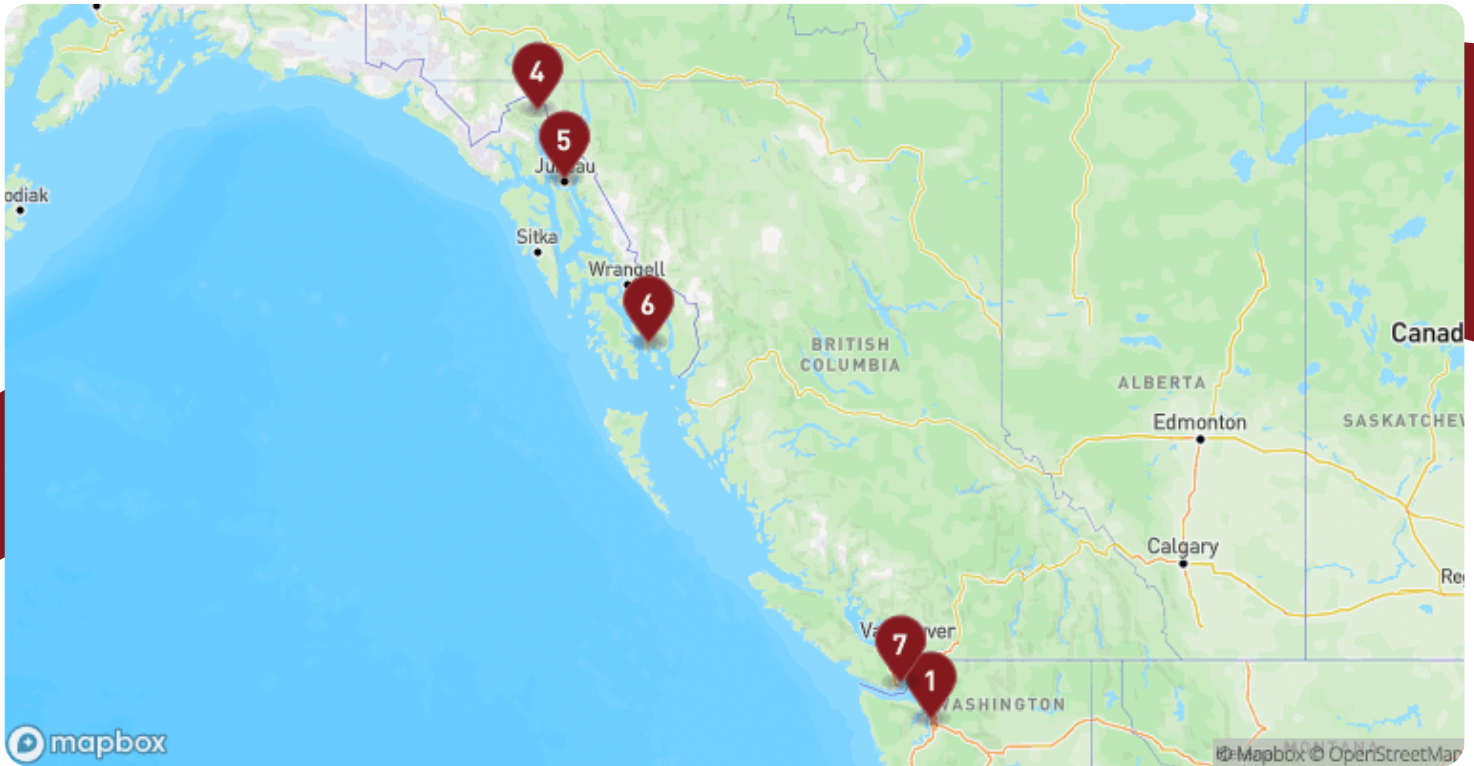 4
5
Juneau
odiak
Sitka
Wrangell
6
BRITISH
COLUMBIA
Canad
ALBERTA
Edmonton
SASKATCHEW
Calgary
Re
Vancouver
7
1
WASHINGTON
mapbox
© Mapbox © OpenStreetMap
MONTANA